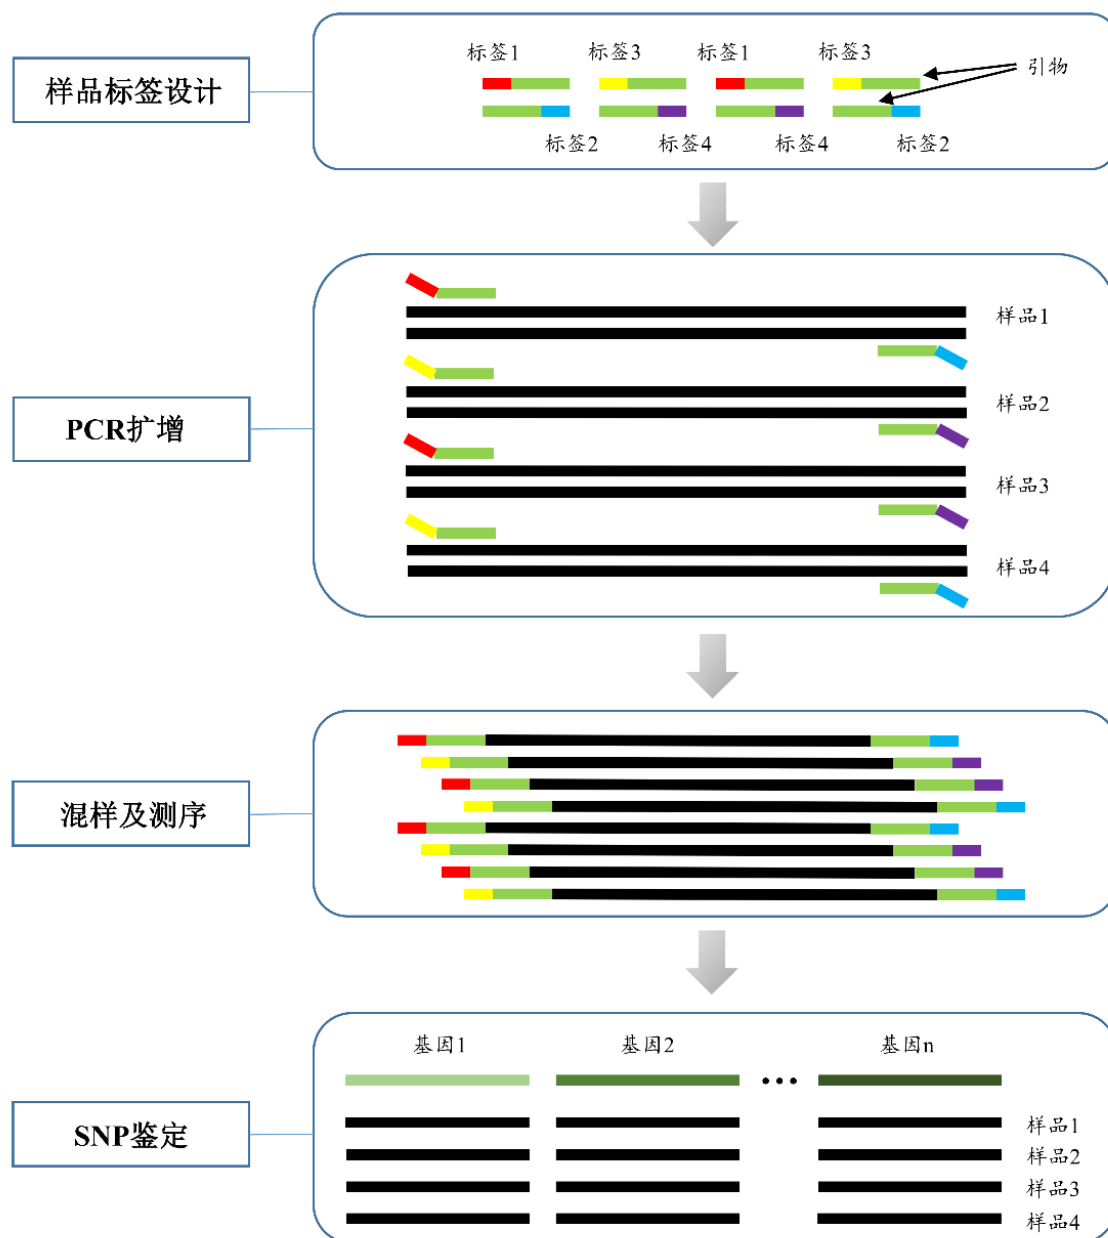 样品标签设计
标签1 标签3 标签1 标签3
引物
标签2 标签4 标签4 标签2
PCR扩增
样品1
样品2
样品3
样品4
混样及测序
SNP鉴定
基因1 基因2 基因n
•••
样品1
样品2
样品3
样品4